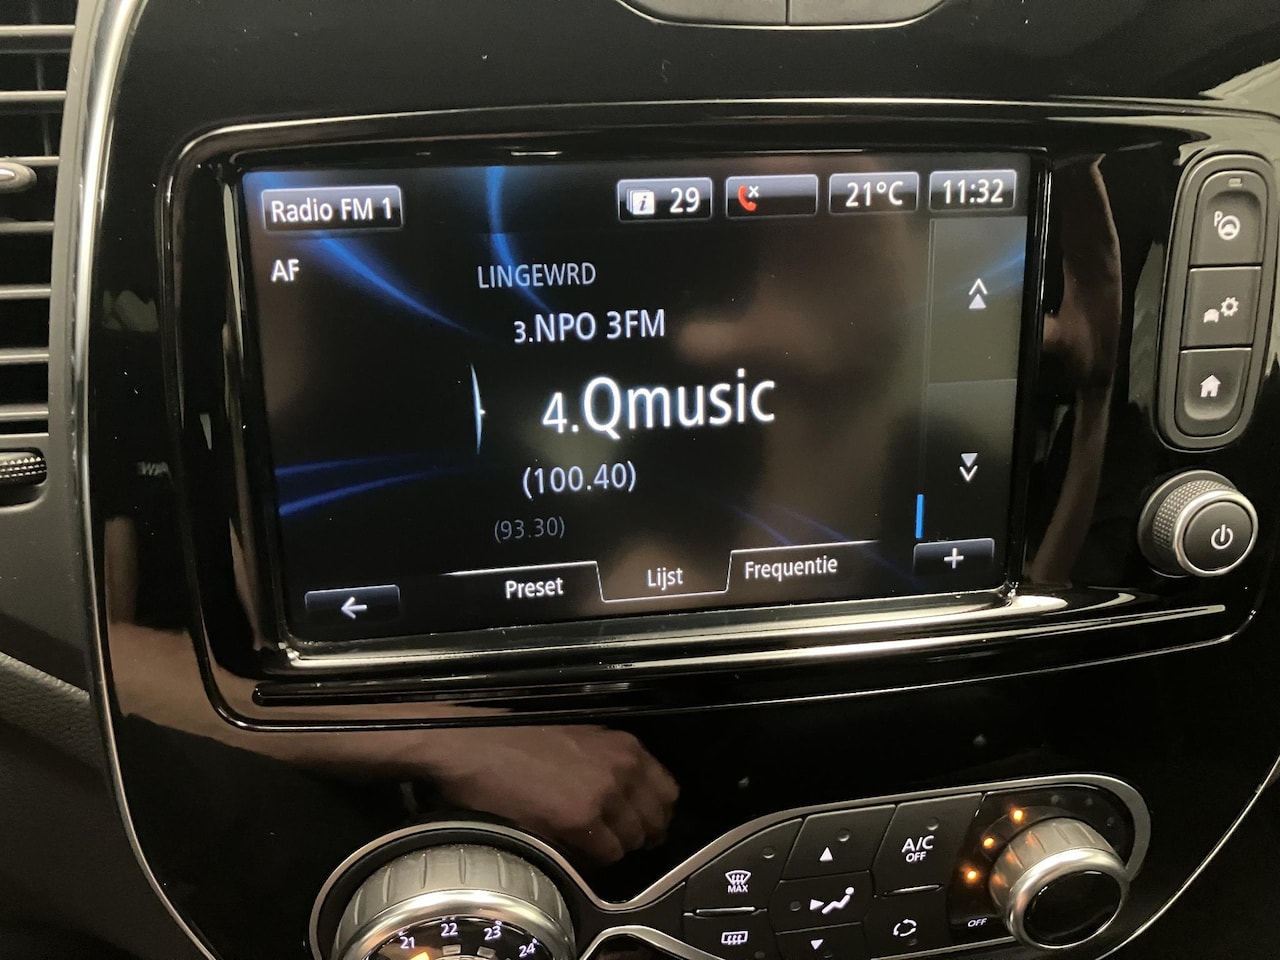 Radio FM 1
29
21°C
11:32
AF
LINGEWRD
3.NPO 3FM
4.Qmusic
(100.40)
(93.30)
Preset
Lijst
Frequentie
+
P
A/C
OFF
MAX
OFF
21
22
23
24